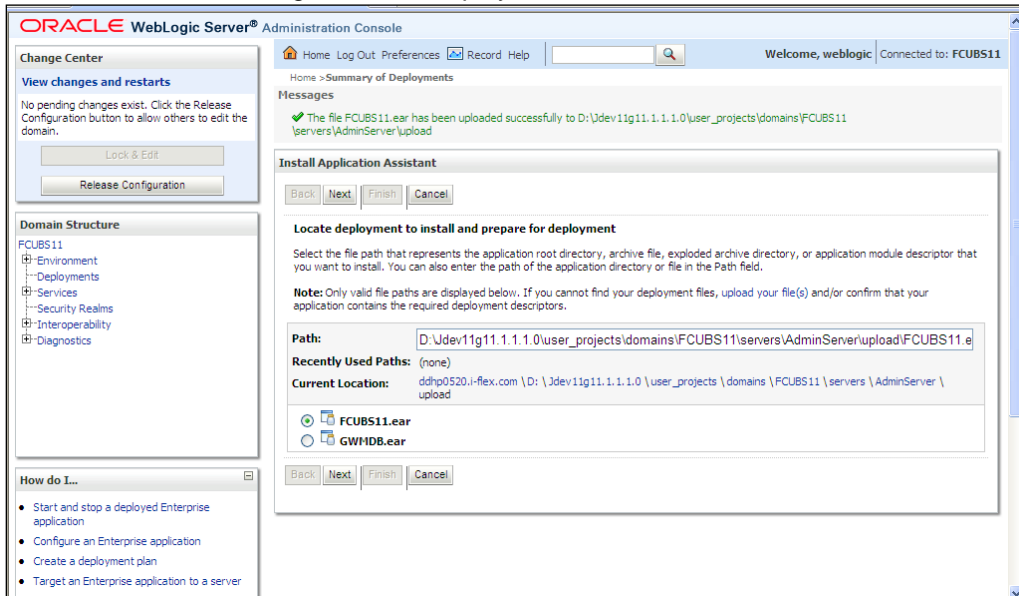 ORACLE WebLogic Server® Administration Console
Change Center
View changes and restarts
No pending changes exist. Click the Release
Configuration button to allow others to edit the
domain.
Lock & Edit
Release Configuration
Domain Structure
FCUBS11
Environment
Deployments
Services
Security Realms
Interoperability
Diagnostics
How do I...
Start and stop a deployed Enterprise
application
Configure an Enterprise application
Create a deployment plan
Target an Enterprise application to a server
Home Log Out Preferences Record Help
Welcome, weblogic Connected to: FCUBS11
Home >Summary of Deployments
Messages
The file FCUBS11.ear has been uploaded successfully to D:\Jdev11g11.1.1.1.0\user_projects\domains\FCUBS11
\servers\AdminServer\upload
Install Application Assistant
Back Next Finish Cancel
Locate deployment to install and prepare for deployment
Select the file path that represents the application root directory, archive file, exploded archive directory, or application module descriptor that
you want to install. You can also enter the path of the application directory or file in the Path field.
Note: Only valid file paths are displayed below. If you cannot find your deployment files, upload your file(s) and/or confirm that your
application contains the required deployment descriptors.
Path: D:\Jdev11g11.1.1.1.0\user_projects\domains\FCUBS11\servers\AdminServer\upload\FCUBS11.e
Recently Used Paths: (none)
Current Location: ddhp0520.i-flex.com \ D: \ Jdev11g11.1.1.1.0 \ user_projects \ domains \ FCUBS11 \ servers \ AdminServer \
upload
FCUBS11.ear
GWMDB.ear
Back Next Finish Cancel